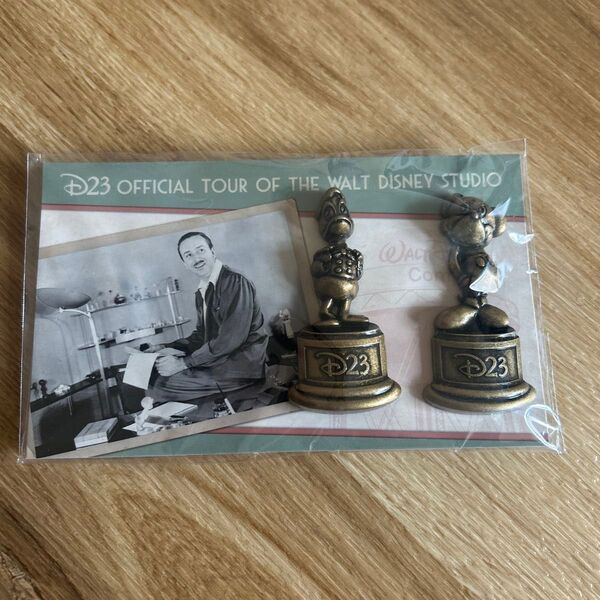 D23 OFFICIAL TOUR OF THE WALT DISNEY STUDIO
D23
D23